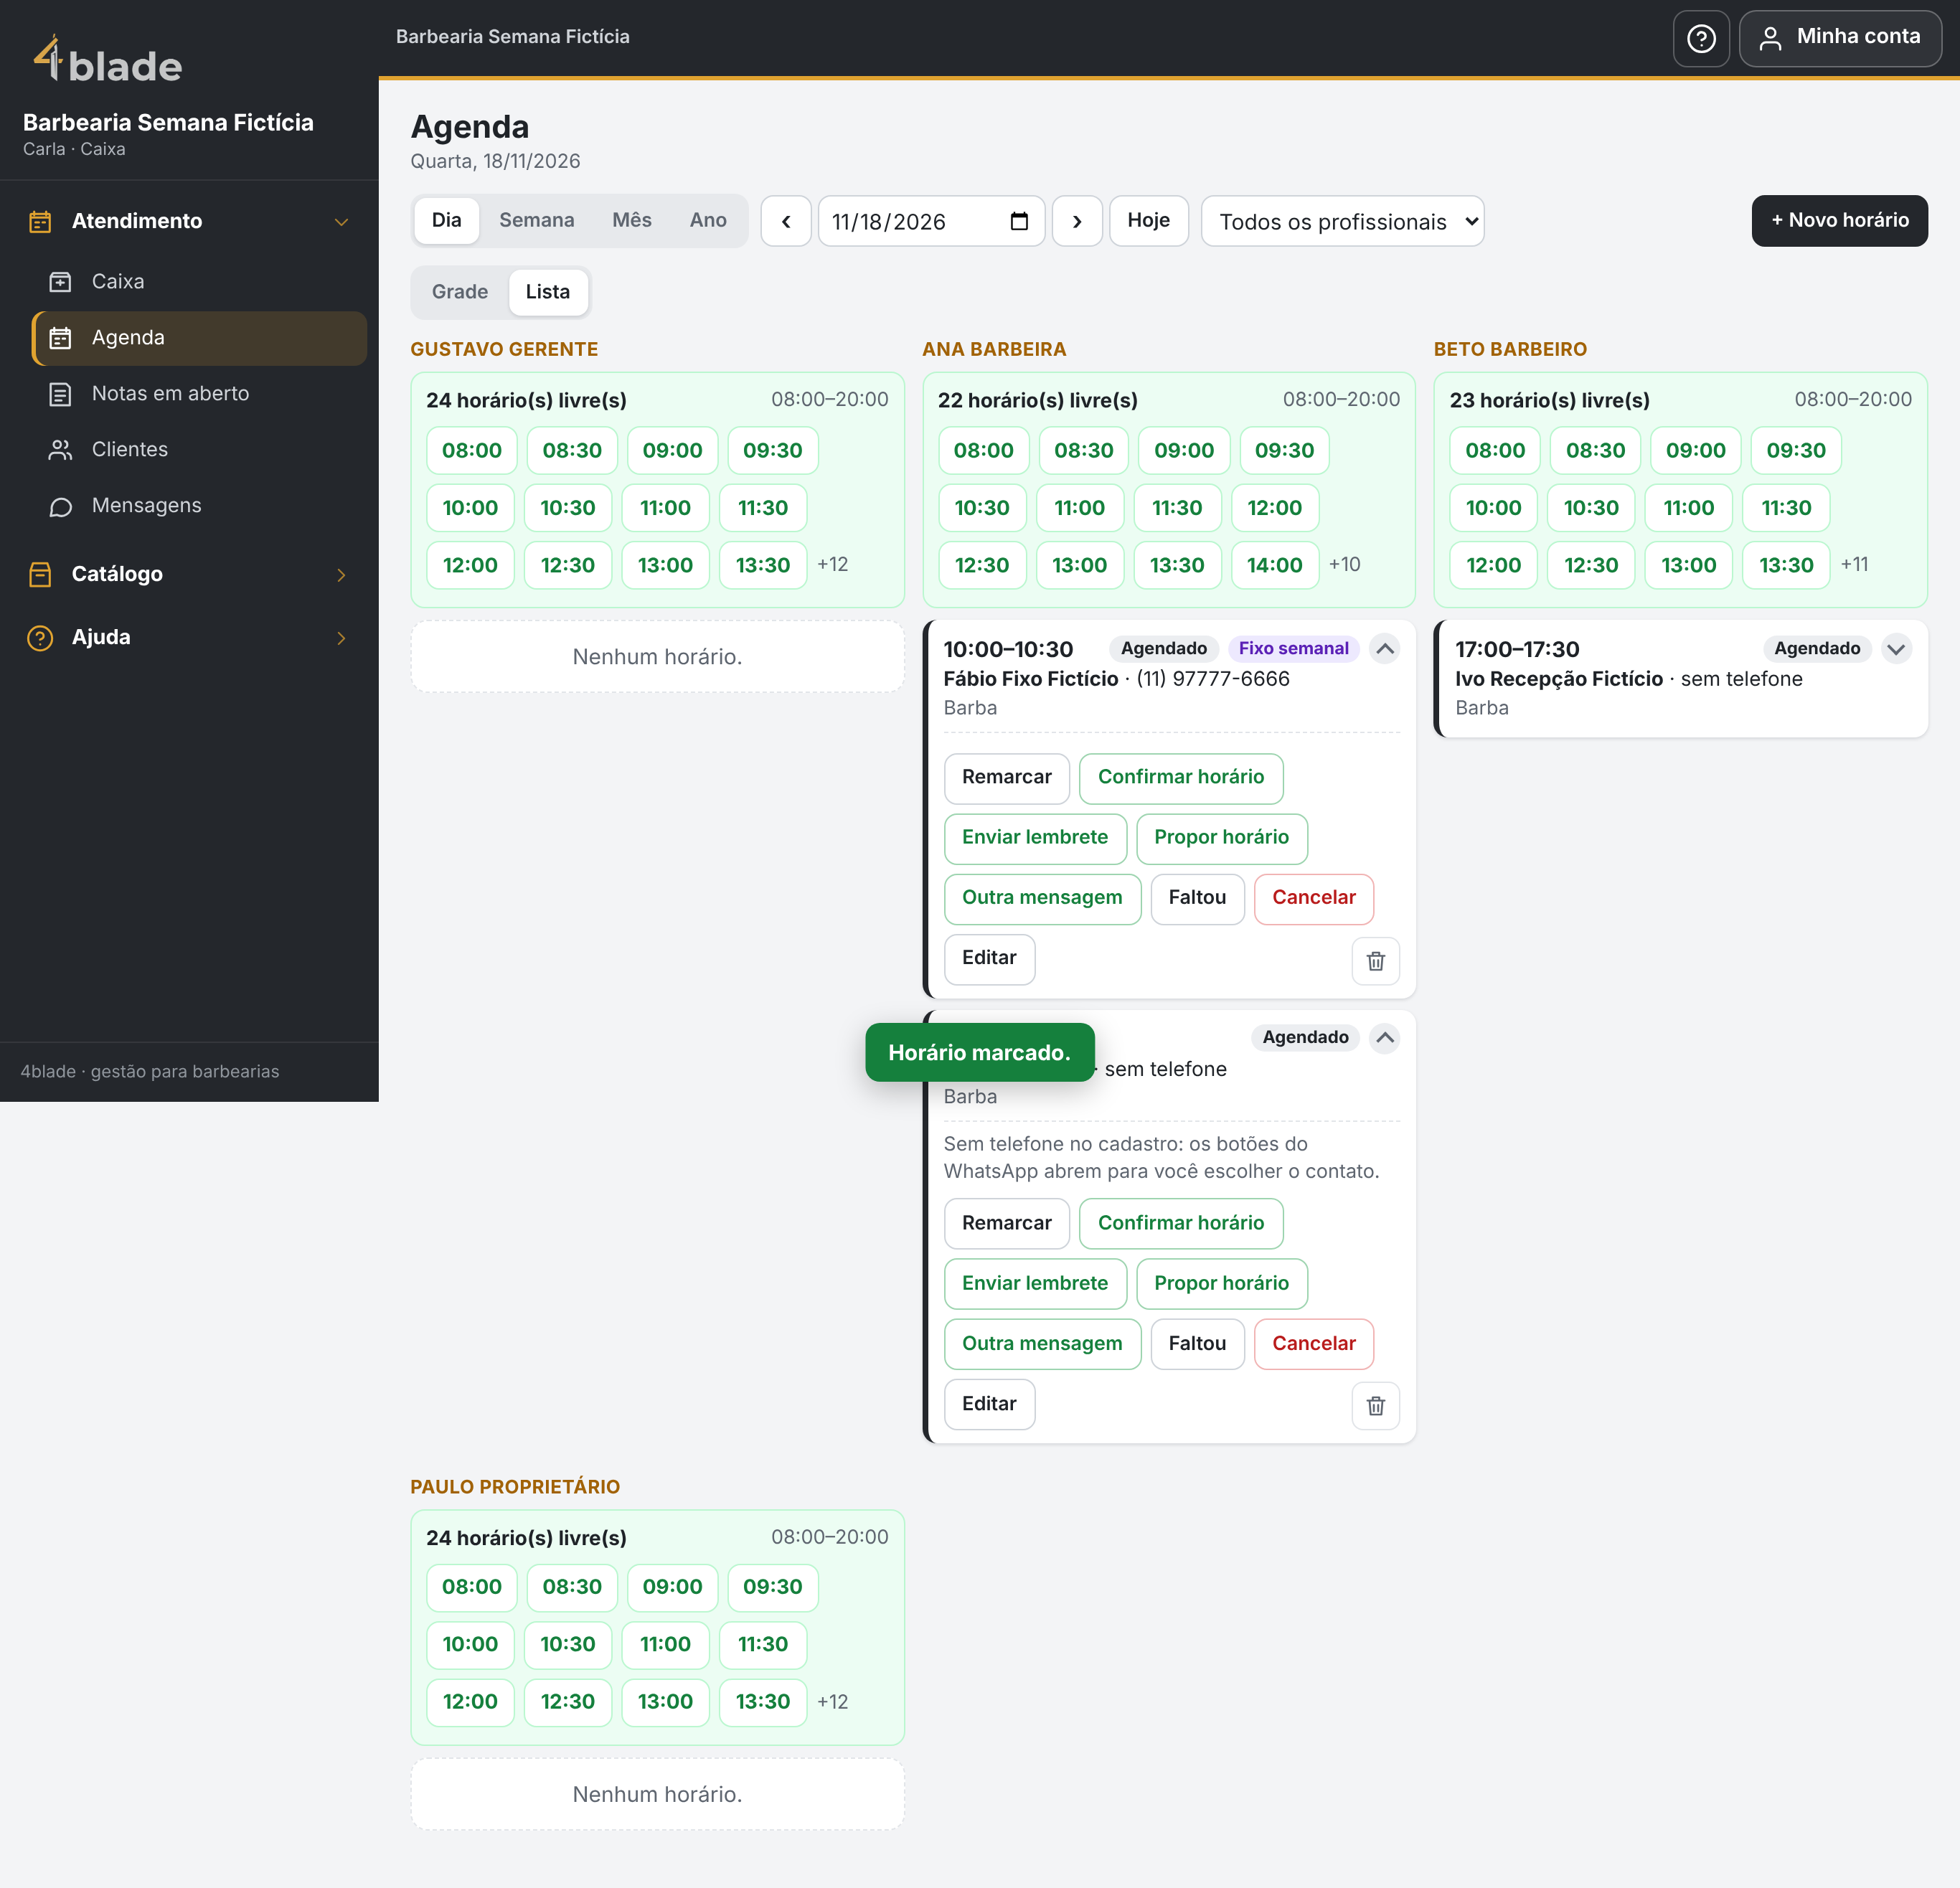 4blade
Barbearia Semana Fictícia
Carla · Caixa
Atendimento
Caixa
Agenda
Notas em aberto
Clientes
Mensagens
Catálogo
Ajuda
4blade · gestão para barbearias
Barbearia Semana Fictícia
Minha conta
Agenda
Quarta, 18/11/2026
Dia Semana Mês Ano ‹ 11/18/2026 › Hoje Todos os profissionais + Novo horário
Grade Lista
GUSTAVO GERENTE
24 horário(s) livre(s) 08:00–20:00
08:00 08:30 09:00 09:30
10:00 10:30 11:00 11:30
12:00 12:30 13:00 13:30 +12
Nenhum horário.
ANA BARBEIRA
22 horário(s) livre(s) 08:00–20:00
08:00 08:30 09:00 09:30
10:30 11:00 11:30 12:00
12:30 13:00 13:30 14:00 +10
10:00–10:30 Agendado Fixo semanal
Fábio Fixo Fictício · (11) 97777-6666
Barba
Remarcar Confirmar horário
Enviar lembrete Propor horário
Outra mensagem Faltou Cancelar
Editar
Agendado
Horário marcado.
· sem telefone
Barba
Sem telefone no cadastro: os botões do
WhatsApp abrem para você escolher o contato.
Remarcar Confirmar horário
Enviar lembrete Propor horário
Outra mensagem Faltou Cancelar
Editar
BETO BARBEIRO
23 horário(s) livre(s) 08:00–20:00
08:00 08:30 09:00 09:30
10:00 10:30 11:00 11:30
12:00 12:30 13:00 13:30 +11
17:00–17:30 Agendado
Ivo Recepção Fictício · sem telefone
Barba
PAULO PROPRIETÁRIO
24 horário(s) livre(s) 08:00–20:00
08:00 08:30 09:00 09:30
10:00 10:30 11:00 11:30
12:00 12:30 13:00 13:30 +12
Nenhum horário.